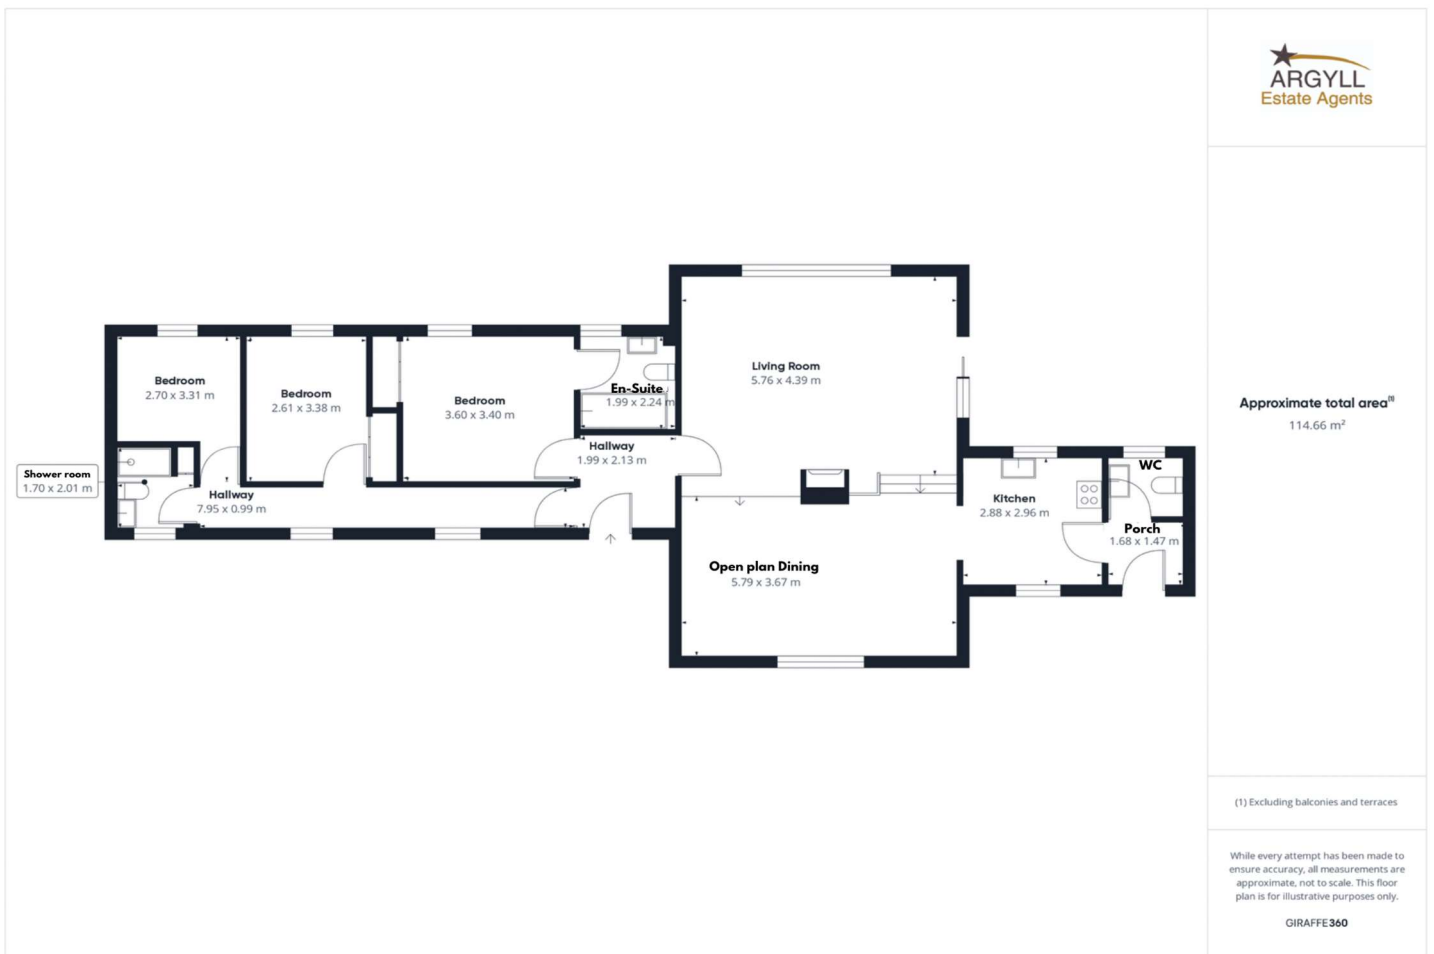 ARGYLL
Estate Agents
Living Room
5.76 x 4.39 m
Bedroom
2.70 x 3.31 m
Bedroom
2.61 x 3.38 m
Bedroom
3.60 x 3.40 m
En-Suite
1.99 x 2.24 m
Hallway
1.99 x 2.13 m
Shower room
1.70 x 2.01 m
Hallway
7.95 x 0.99 m
Kitchen
2.88 x 2.96 m
WC
Porch
1.68 x 1.47 m
Open plan Dining
5.79 x 3.67 m
Approximate total area(1)
114.66 m²
(1) Excluding balconies and terraces
While every attempt has been made to
ensure accuracy, all measurements are
approximate, not to scale. This floor
plan is for illustrative purposes only.
GIRAFFE360